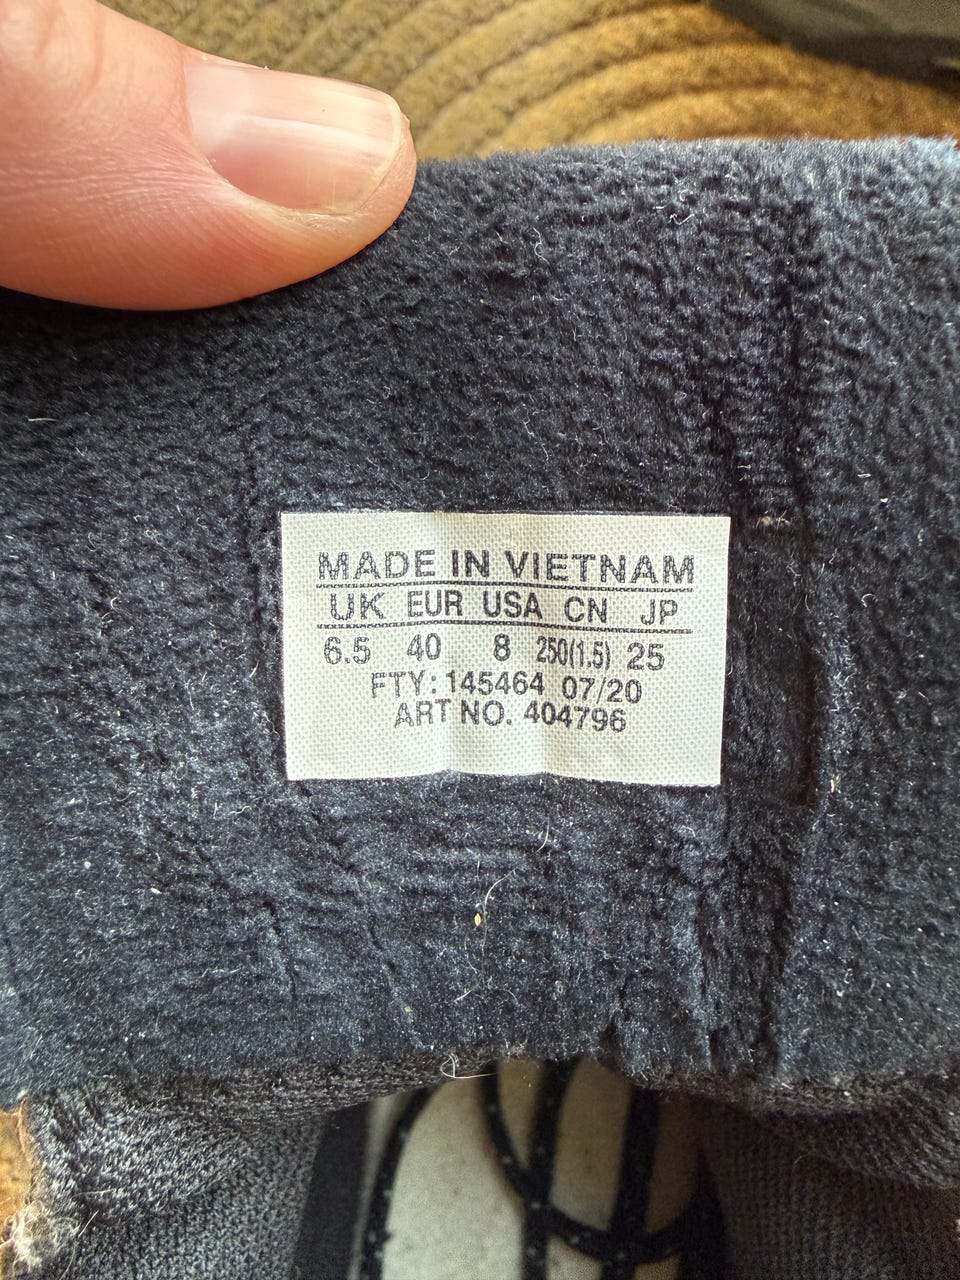 MADE IN VIETNAM
UK EUR USA CN JP
6.5 40 8 250(1.5) 25
FTY: 145464 07/20
ART NO. 404796